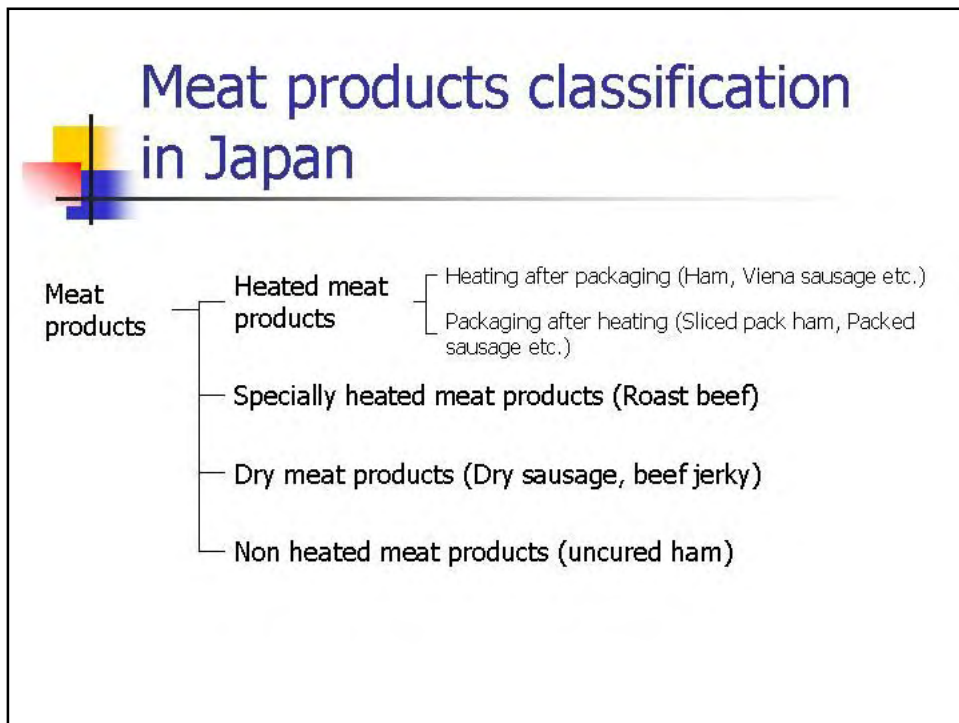 Meat products classification
in Japan
Meat
products
Heated meat
products
Heating after packaging (Ham, Viena sausage etc.)
Packaging after heating (Sliced pack ham, Packed
sausage etc.)
Specially heated meat products (Roast beef)
Dry meat products (Dry sausage, beef jerky)
Non heated meat products (uncured ham)